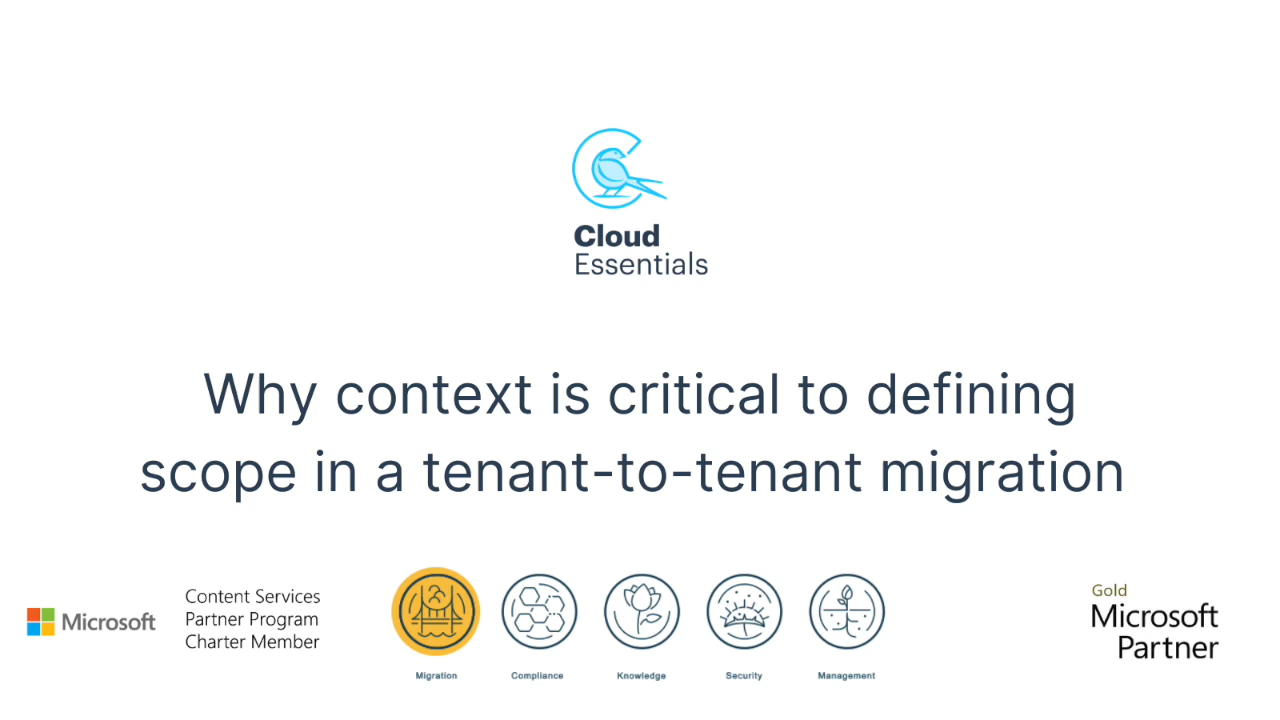 Cloud
Essentials
Why context is critical to defining
scope in a tenant-to-tenant migration
Microsoft
Content Services
Partner Program
Charter Member
Migration
Compliance
Knowledge
Security
Management
Gold
Microsoft
Partner